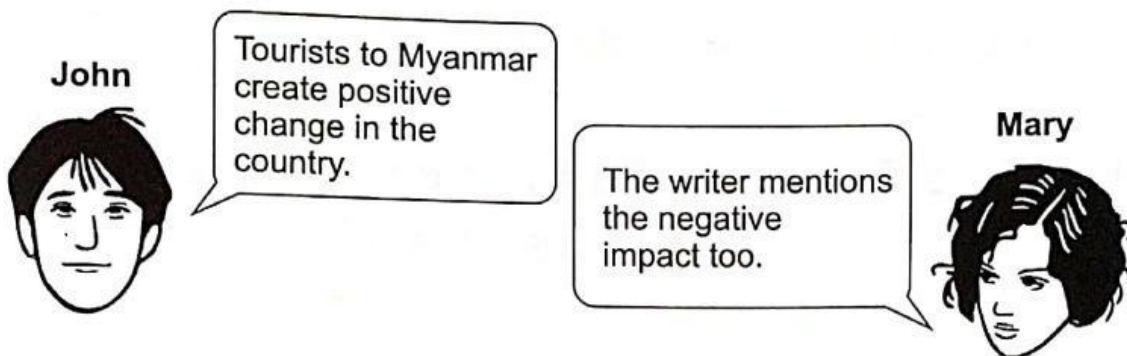 John
Tourists to Myanmar
create positive
change in the
country.
Mary
The writer mentions
the negative
impact too.